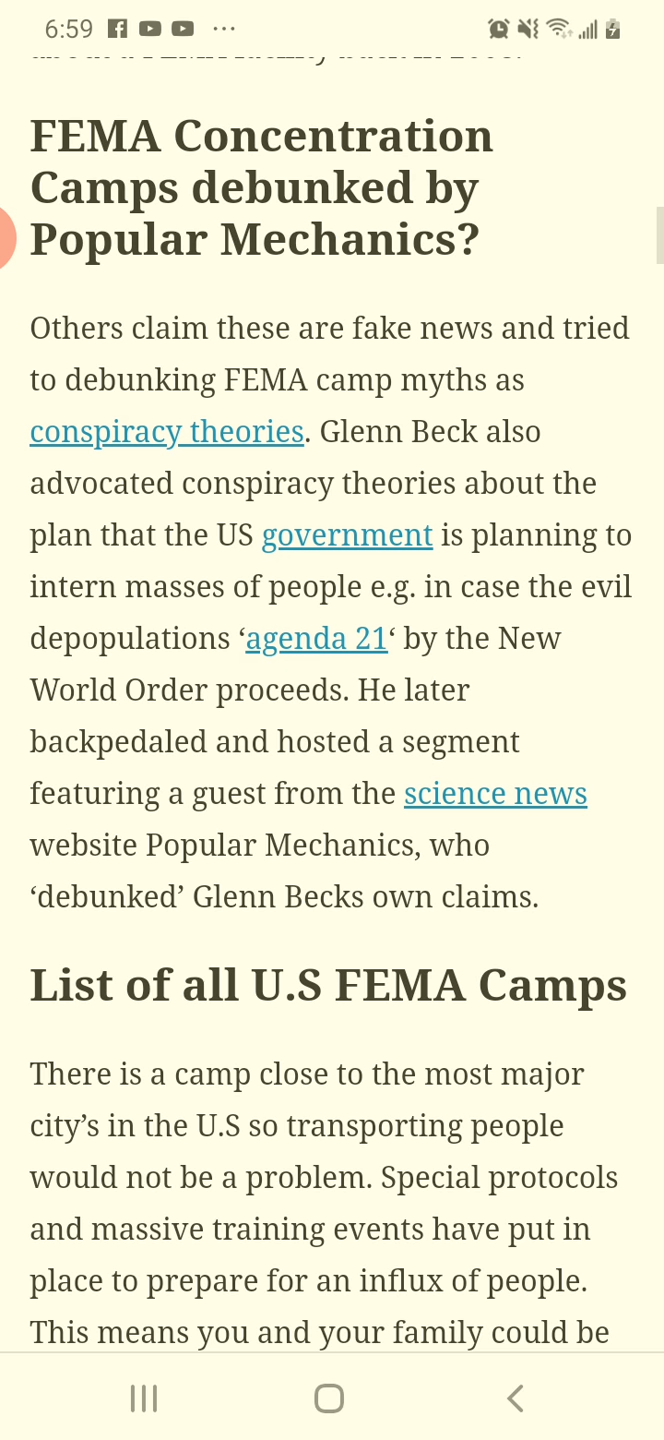 6:59
FEMA Concentration
Camps debunked by
Popular Mechanics?
Others claim these are fake news and tried
to debunking FEMA camp myths as
conspiracy theories. Glenn Beck also
advocated conspiracy theories about the
plan that the US government is planning to
intern masses of people e.g. in case the evil
depopulations ‘agenda 21‘ by the New
World Order proceeds. He later
backpedaled and hosted a segment
featuring a guest from the science news
website Popular Mechanics, who
‘debunked’ Glenn Becks own claims.
List of all U.S FEMA Camps
There is a camp close to the most major
city’s in the U.S so transporting people
would not be a problem. Special protocols
and massive training events have put in
place to prepare for an influx of people.
This means you and your family could be